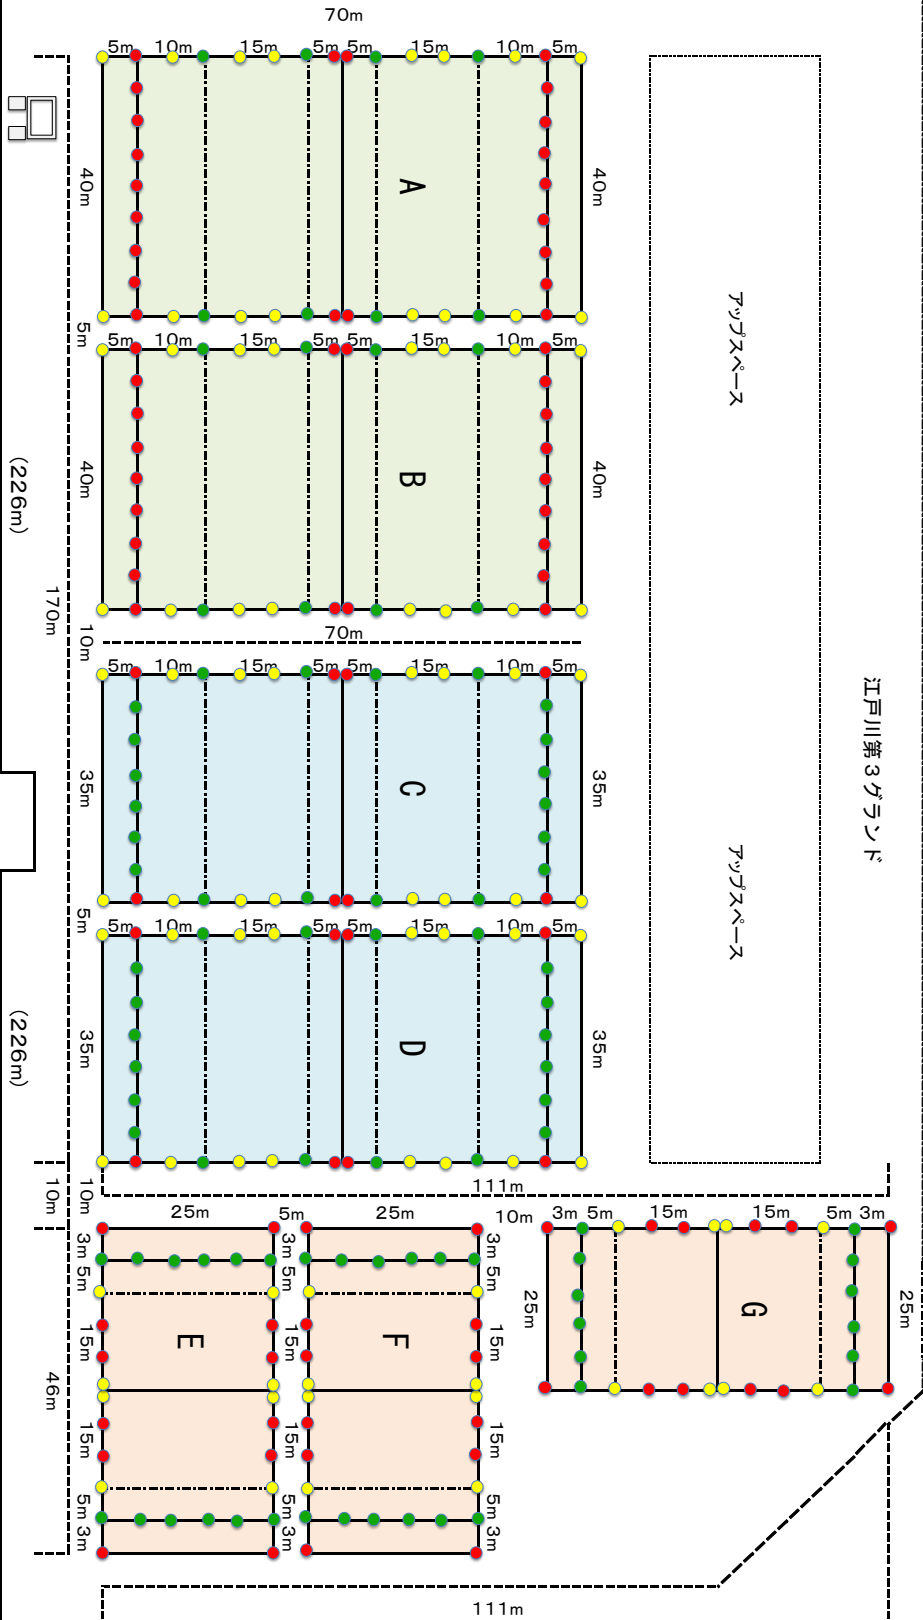 70m
5m 10m 15m 5m 5m 15m 10m 5m
40m A 40m
アップスペース
5m
5m 10m 15m 5m 5m 15m 10m 5m
(226m)
40m B 40m
170m
10m
70m
5m 10m 15m 5m 5m 15m 10m 5m
江戸川第3グランド
35m C 35m
アップスペース
5m
5m 10m 15m 5m 5m 15m 10m 5m
(226m)
35m D 35m
10m 10m
111m
25m 5m 25m 10m 3m 5m 15m 15m 5m 3m
3m 3m 3m
5m 5m 5m
25m G 25m
15m E 15m F 15m
46m
15m 15m 15m
5m 5m 5m
3m 3m 3m
111m